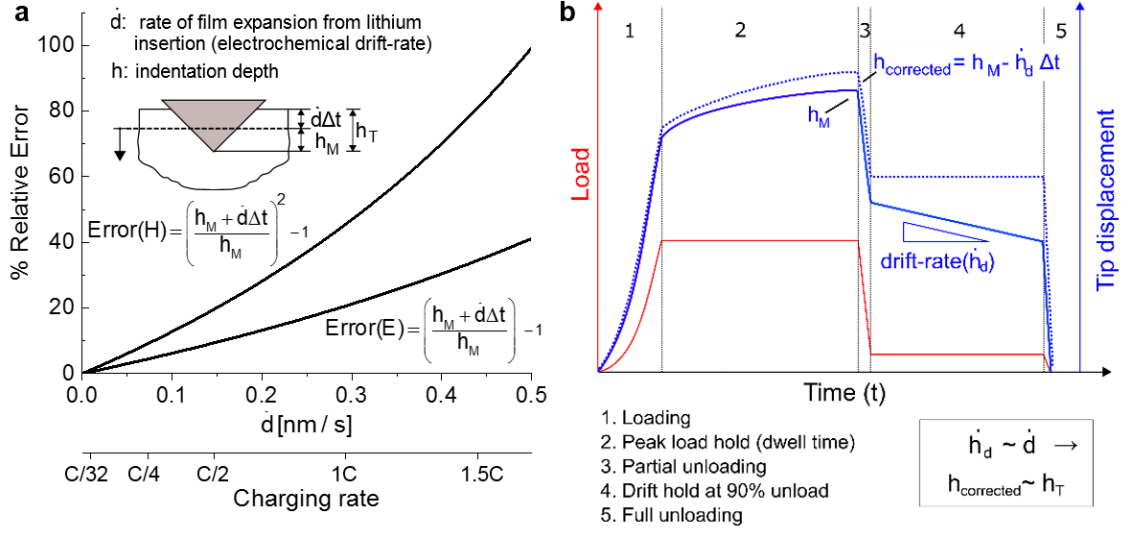 a
ḋ: rate of film expansion from lithium
insertion (electrochemical drift-rate)
h: indentation depth
ḋΔt
h_M
h_T
Error(H) = ((h_M + ḋΔt) / h_M)² - 1
Error(E) = ((h_M + ḋΔt) / h_M) - 1
% Relative Error
100
80
60
40
20
0
0.0 0.1 0.2 0.3 0.4 0.5
ḋ [nm / s]
C/32 C/4 C/2 1C 1.5C
Charging rate
b
1 2 3 4 5
h_corrected = h_M - ḣ_d Δt
h_M
drift-rate(ḣ_d)
Load
Tip displacement
Time (t)
1. Loading
2. Peak load hold (dwell time)
3. Partial unloading
4. Drift hold at 90% unload
5. Full unloading
ḣ_d ~ ḋ →
h_corrected ~ h_T